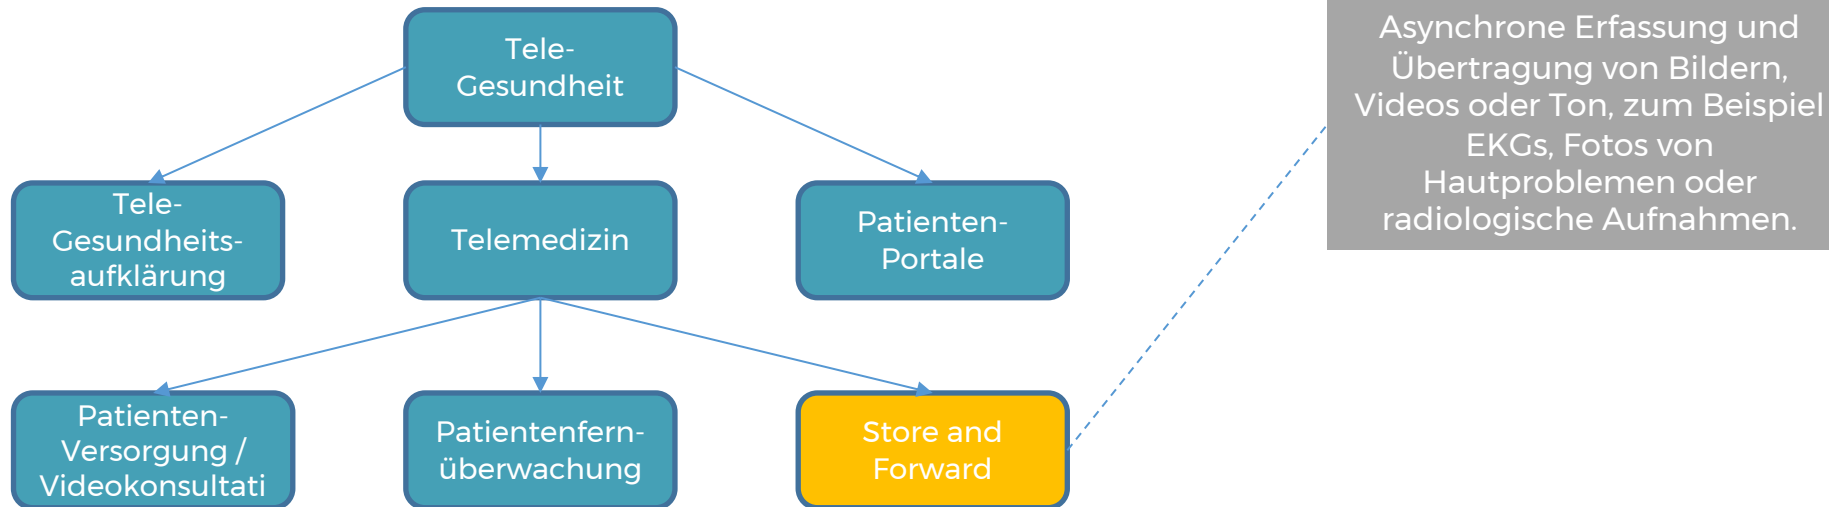 Tele-
Gesundheit
Asynchrone Erfassung und
Übertragung von Bildern,
Videos oder Ton, zum Beispiel
EKGs, Fotos von
Hautproblemen oder
radiologische Aufnahmen.
Tele-
Gesundheits-
aufklärung
Telemedizin
Patienten-
Portale
Patienten-
Versorgung /
Videokonsultati
Patientenfern-
überwachung
Store and
Forward